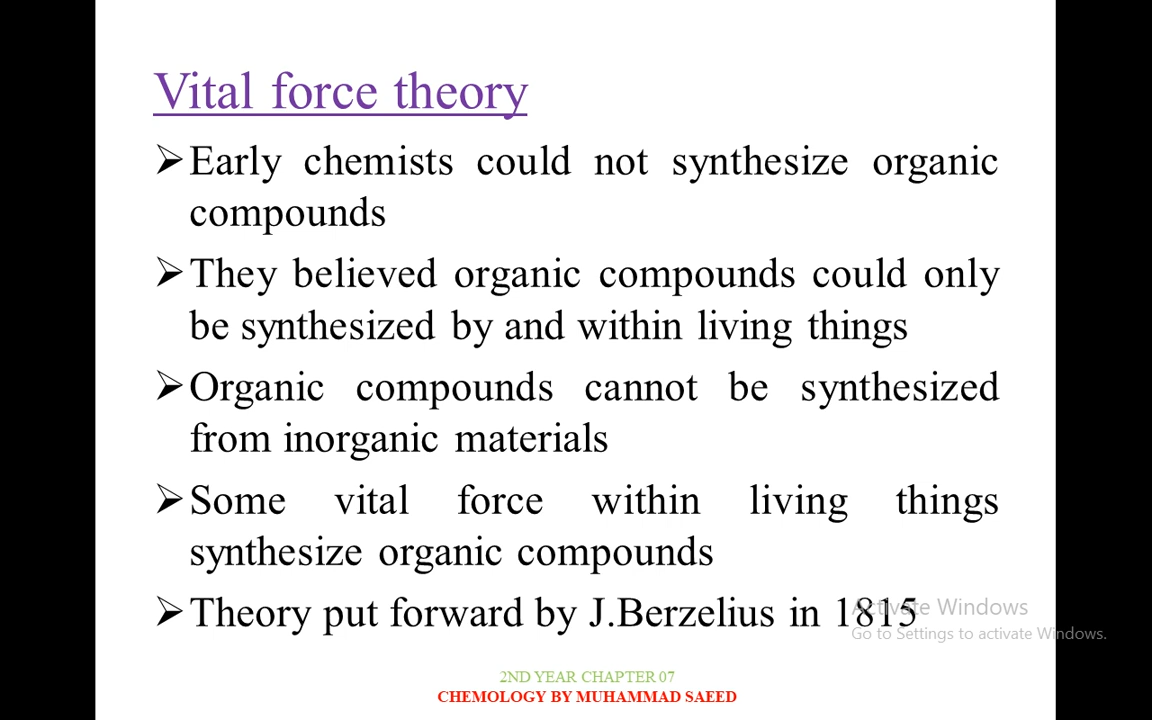 Vital force theory
➢Early chemists could not synthesize organic
compounds
➢They believed organic compounds could only
be synthesized by and within living things
➢Organic compounds cannot be synthesized
from inorganic materials
➢Some vital force within living things
synthesize organic compounds
➢Theory put forward by J.Berzelius in 1815
Activate Windows
Go to Settings to activate Windows.
2ND YEAR CHAPTER 07
CHEMOLOGY BY MUHAMMAD SAEED